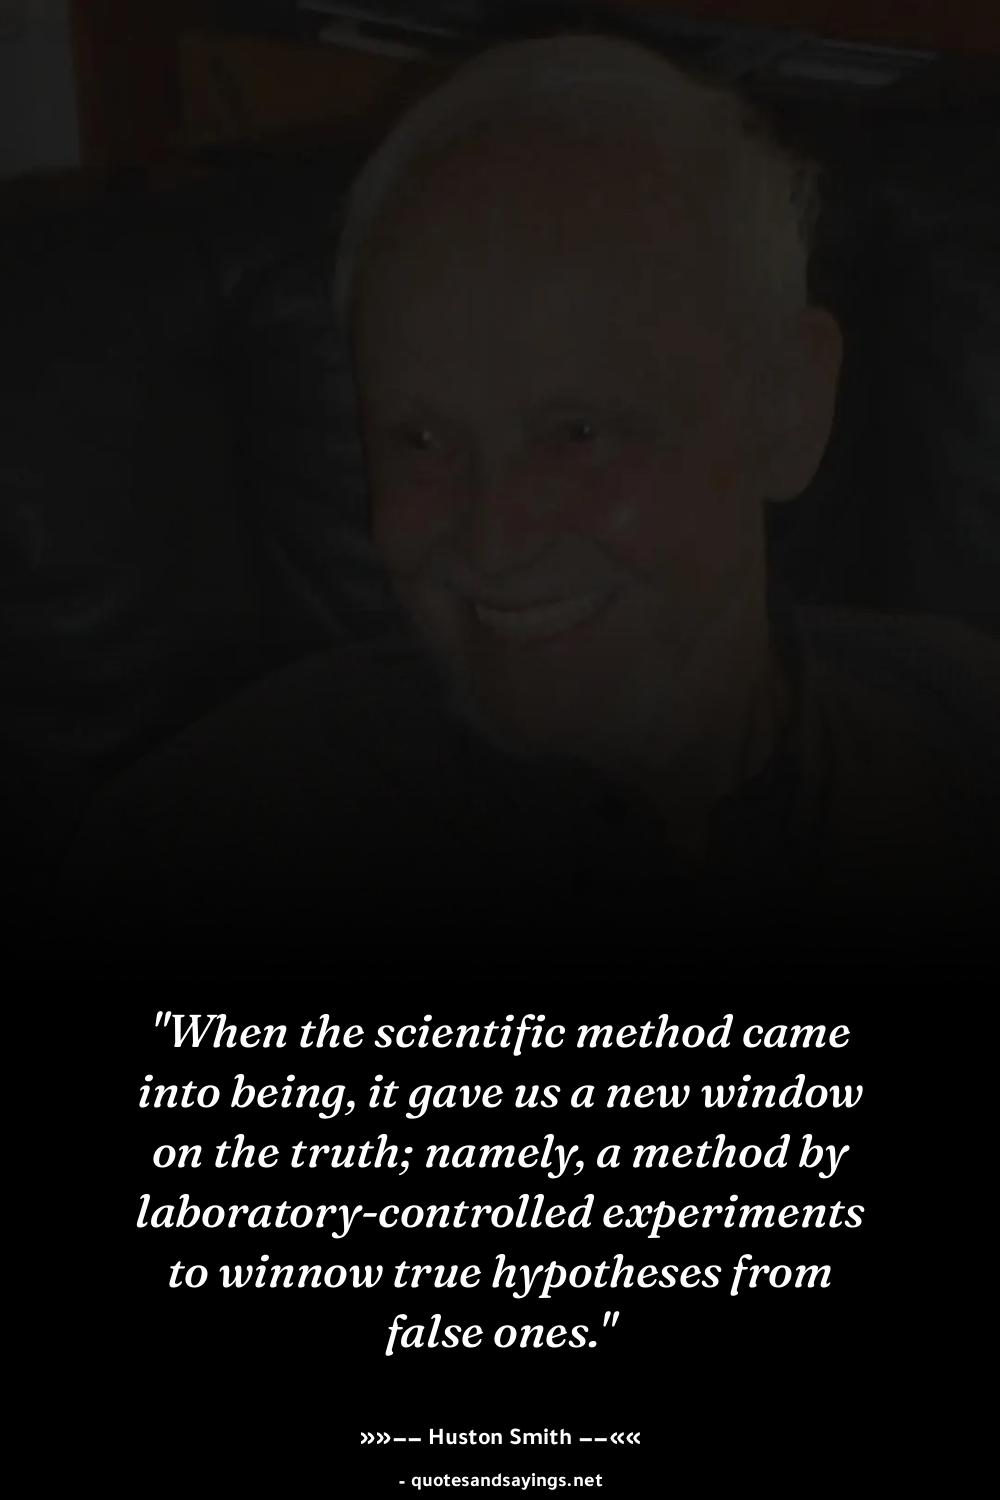 "When the scientific method came
into being, it gave us a new window
on the truth; namely, a method by
laboratory-controlled experiments
to winnow true hypotheses from
false ones."
»»–– Huston Smith ––««
- quotesandsayings.net